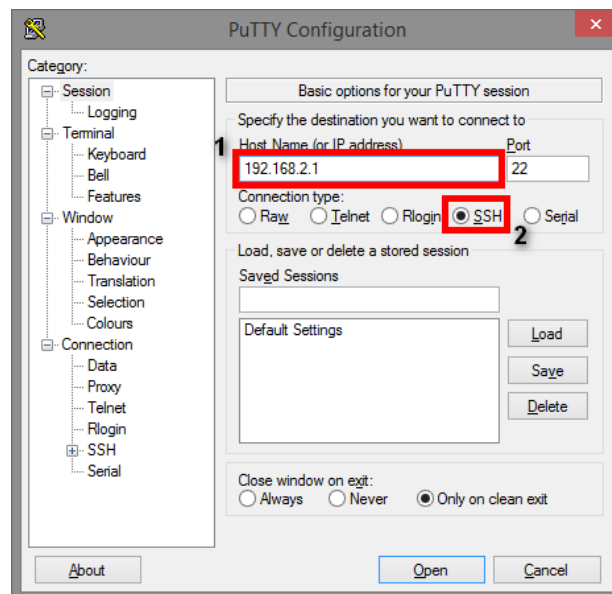 PuTTY Configuration
Category:
Session
Logging
Terminal
Keyboard
Bell
Features
Window
Appearance
Behaviour
Translation
Selection
Colours
Connection
Data
Proxy
Telnet
Rlogin
SSH
Serial
Basic options for your PuTTY session
Specify the destination you want to connect to
1 Host Name (or IP address) Port
192.168.2.1 22
Connection type:
Raw Telnet Rlogin SSH Serial
2
Load, save or delete a stored session
Saved Sessions
Default Settings Load
Save
Delete
Close window on exit:
Always Never Only on clean exit
About Open Cancel